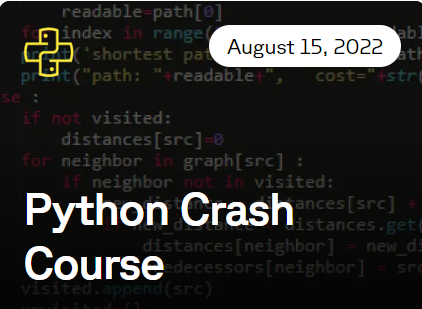 readable=path[0]
for index in range(
August 15, 2022
print('shortest pat
print("path: "+readable+", cost="+str(
se :
if not visited:
distances[src]=0
for neighbor in graph[src] :
if neighbor not in visited:
distances[src] +
Python Crash
new_distance distances.get(
Course
distances[neighbor] = new_di
edecessors[neighbor] = src
visited.append(src)